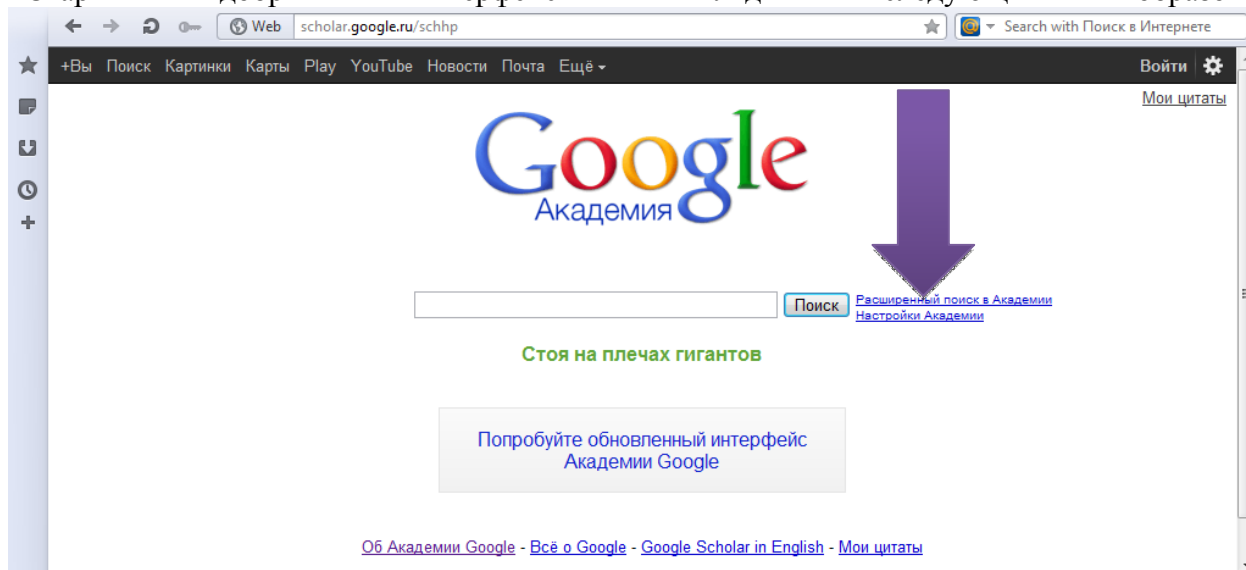 Web scholar.google.ru/schhp Search with Поиск в Интернете
+Вы Поиск Картинки Карты Play YouTube Новости Почта Ещё Войти
Мои цитаты
Google
Академия
Поиск Расширенный поиск в Академии
Настройки Академии
Стоя на плечах гигантов
Попробуйте обновленный интерфейс
Академии Google
Об Академии Google - Всё о Google - Google Scholar in English - Мои цитаты